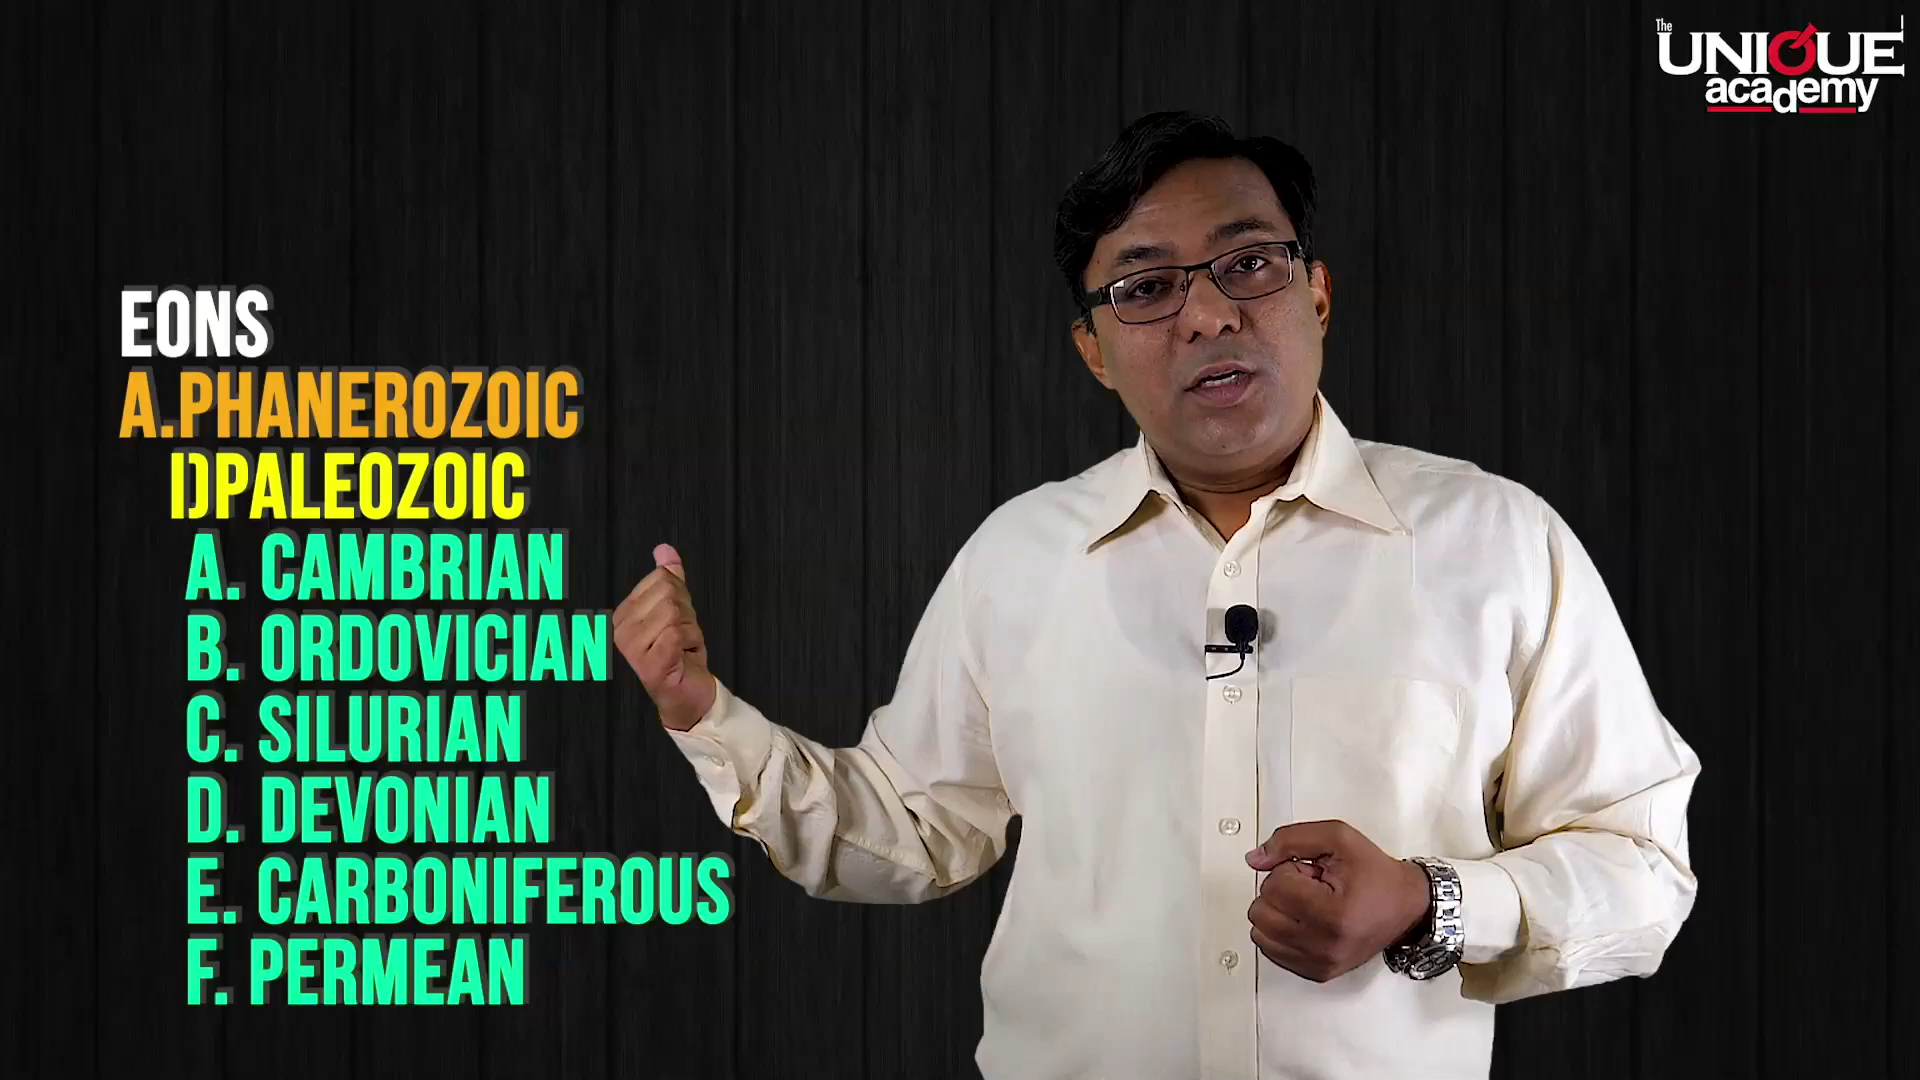 The
UNIQUE
academy
EONS
A.PHANEROZOIC
I)PALEOZOIC
A. CAMBRIAN
B. ORDOVICIAN
C. SILURIAN
D. DEVONIAN
E. CARBONIFEROUS
F. PERMEAN